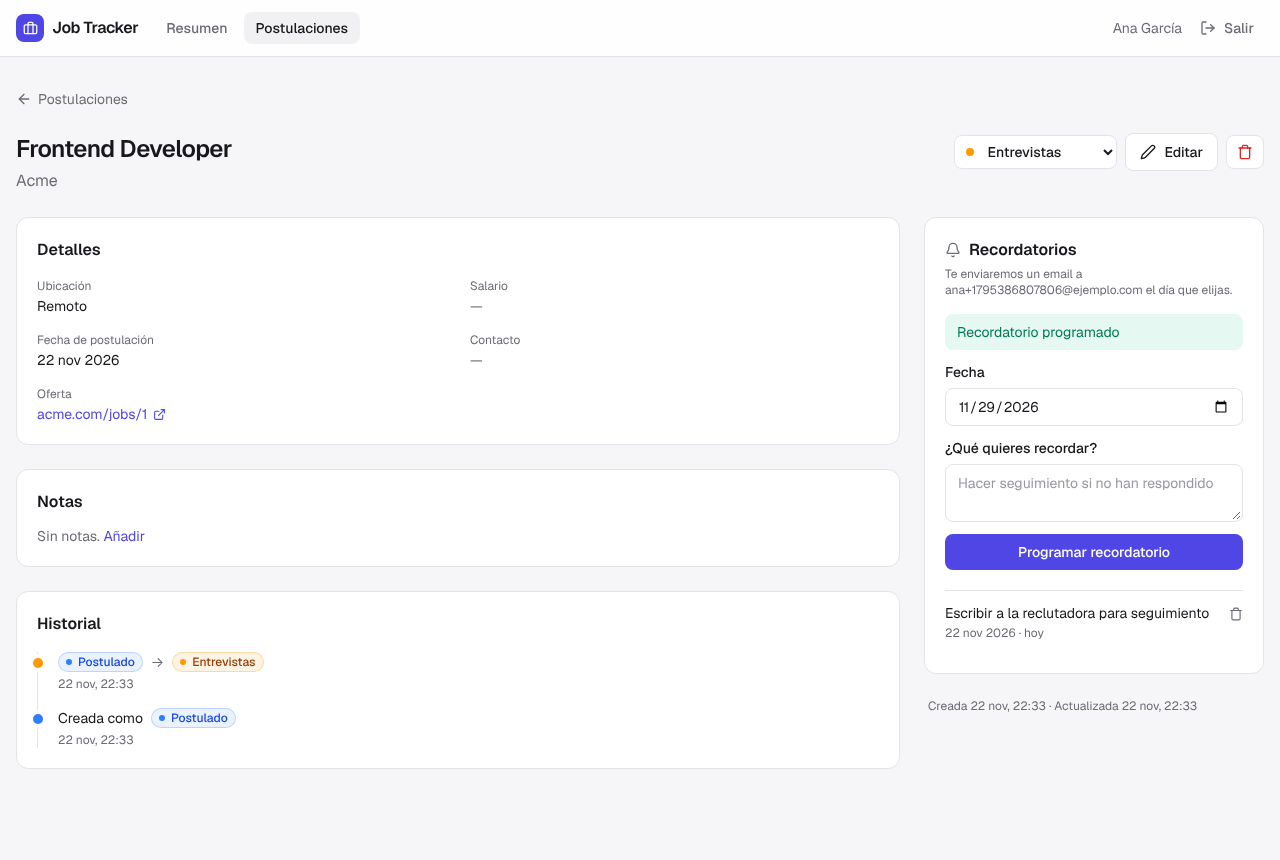 Job Tracker
Resumen
Postulaciones
Ana García
Salir
Postulaciones
Frontend Developer
Acme
Entrevistas
Editar
Detalles
Ubicación
Remoto
Salario
—
Fecha de postulación
22 nov 2026
Contacto
—
Oferta
acme.com/jobs/1
Notas
Sin notas. Añadir
Historial
Postulado → Entrevistas
22 nov, 22:33
Creada como Postulado
22 nov, 22:33
Recordatorios
Te enviaremos un email a
ana+1795386807806@ejemplo.com el día que elijas.
Recordatorio programado
Fecha
11/29/2026
¿Qué quieres recordar?
Hacer seguimiento si no han respondido
Programar recordatorio
Escribir a la reclutadora para seguimiento
22 nov 2026 · hoy
Creada 22 nov, 22:33 · Actualizada 22 nov, 22:33